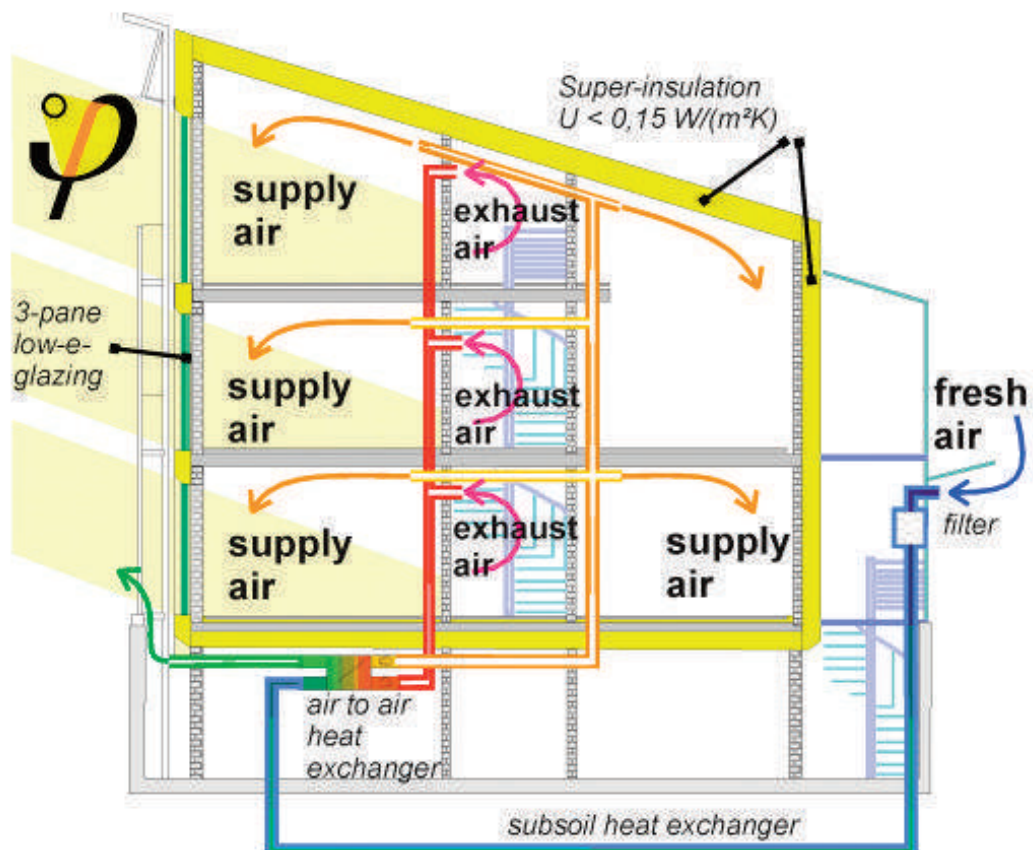 Super-insulation
U < 0,15 W/(m²K)
supply
air
exhaust
air
3-pane
low-e-
glazing
supply
air
exhaust
air
fresh
air
supply
air
exhaust
air
supply
air
filter
air to air
heat
exchanger
subsoil heat exchanger